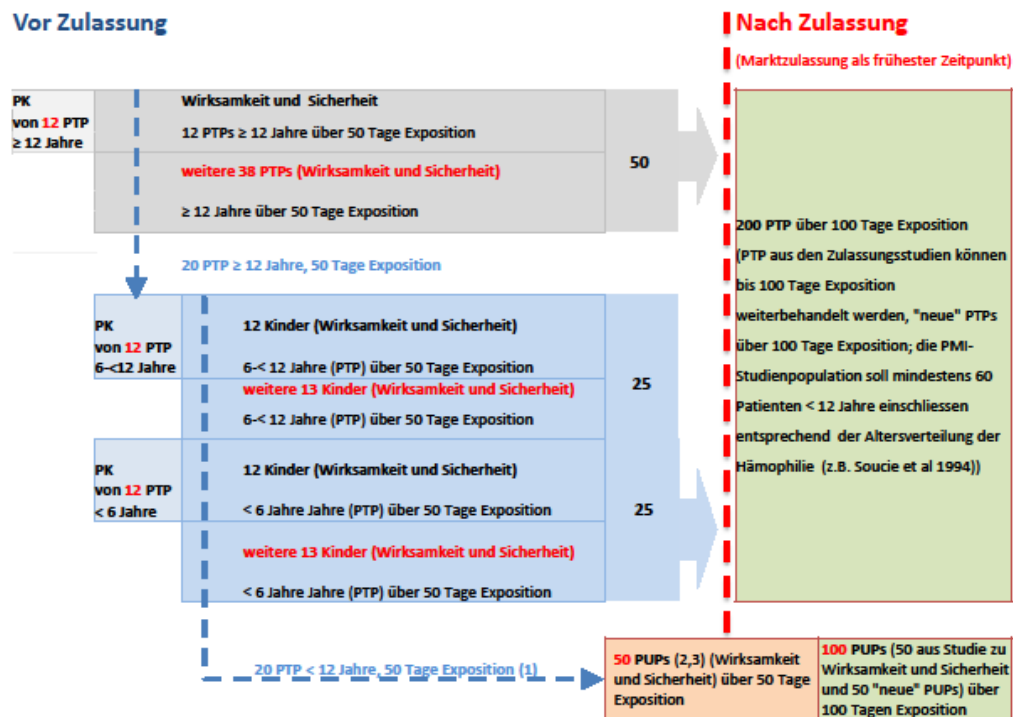 Vor Zulassung
Nach Zulassung
(Marktzulassung als frühester Zeitpunkt)
PK
von 12 PTP
≥ 12 Jahre
Wirksamkeit und Sicherheit
12 PTPs ≥ 12 Jahre über 50 Tage Exposition
weitere 38 PTPs (Wirksamkeit und Sicherheit)
≥ 12 Jahre über 50 Tage Exposition
50
20 PTP ≥ 12 Jahre, 50 Tage Exposition
PK
von 12 PTP
6-<12 Jahre
12 Kinder (Wirksamkeit und Sicherheit)
6-< 12 Jahre (PTP) über 50 Tage Exposition
weitere 13 Kinder (Wirksamkeit und Sicherheit)
6-< 12 Jahre (PTP) über 50 Tage Exposition
25
PK
von 12 PTP
< 6 Jahre
12 Kinder (Wirksamkeit und Sicherheit)
< 6 Jahre Jahre (PTP) über 50 Tage Exposition
weitere 13 Kinder (Wirksamkeit und Sicherheit)
< 6 Jahre Jahre (PTP) über 50 Tage Exposition
25
200 PTP über 100 Tage Exposition
(PTP aus den Zulassungsstudien können
bis 100 Tage Exposition
weiterbehandelt werden, "neue" PTPs
über 100 Tage Exposition; die PMI-
Studienpopulation soll mindestens 60
Patienten < 12 Jahre einschliessen
entsprechend der Altersverteilung der
Hämophilie (z.B. Soucie et al 1994))
20 PTP < 12 Jahre, 50 Tage Exposition (1)
50 PUPs (2,3) (Wirksamkeit
und Sicherheit) über 50 Tage
Exposition
100 PUPs (50 aus Studie zu
Wirksamkeit und Sicherheit
und 50 "neue" PUPs) über
100 Tagen Exposition